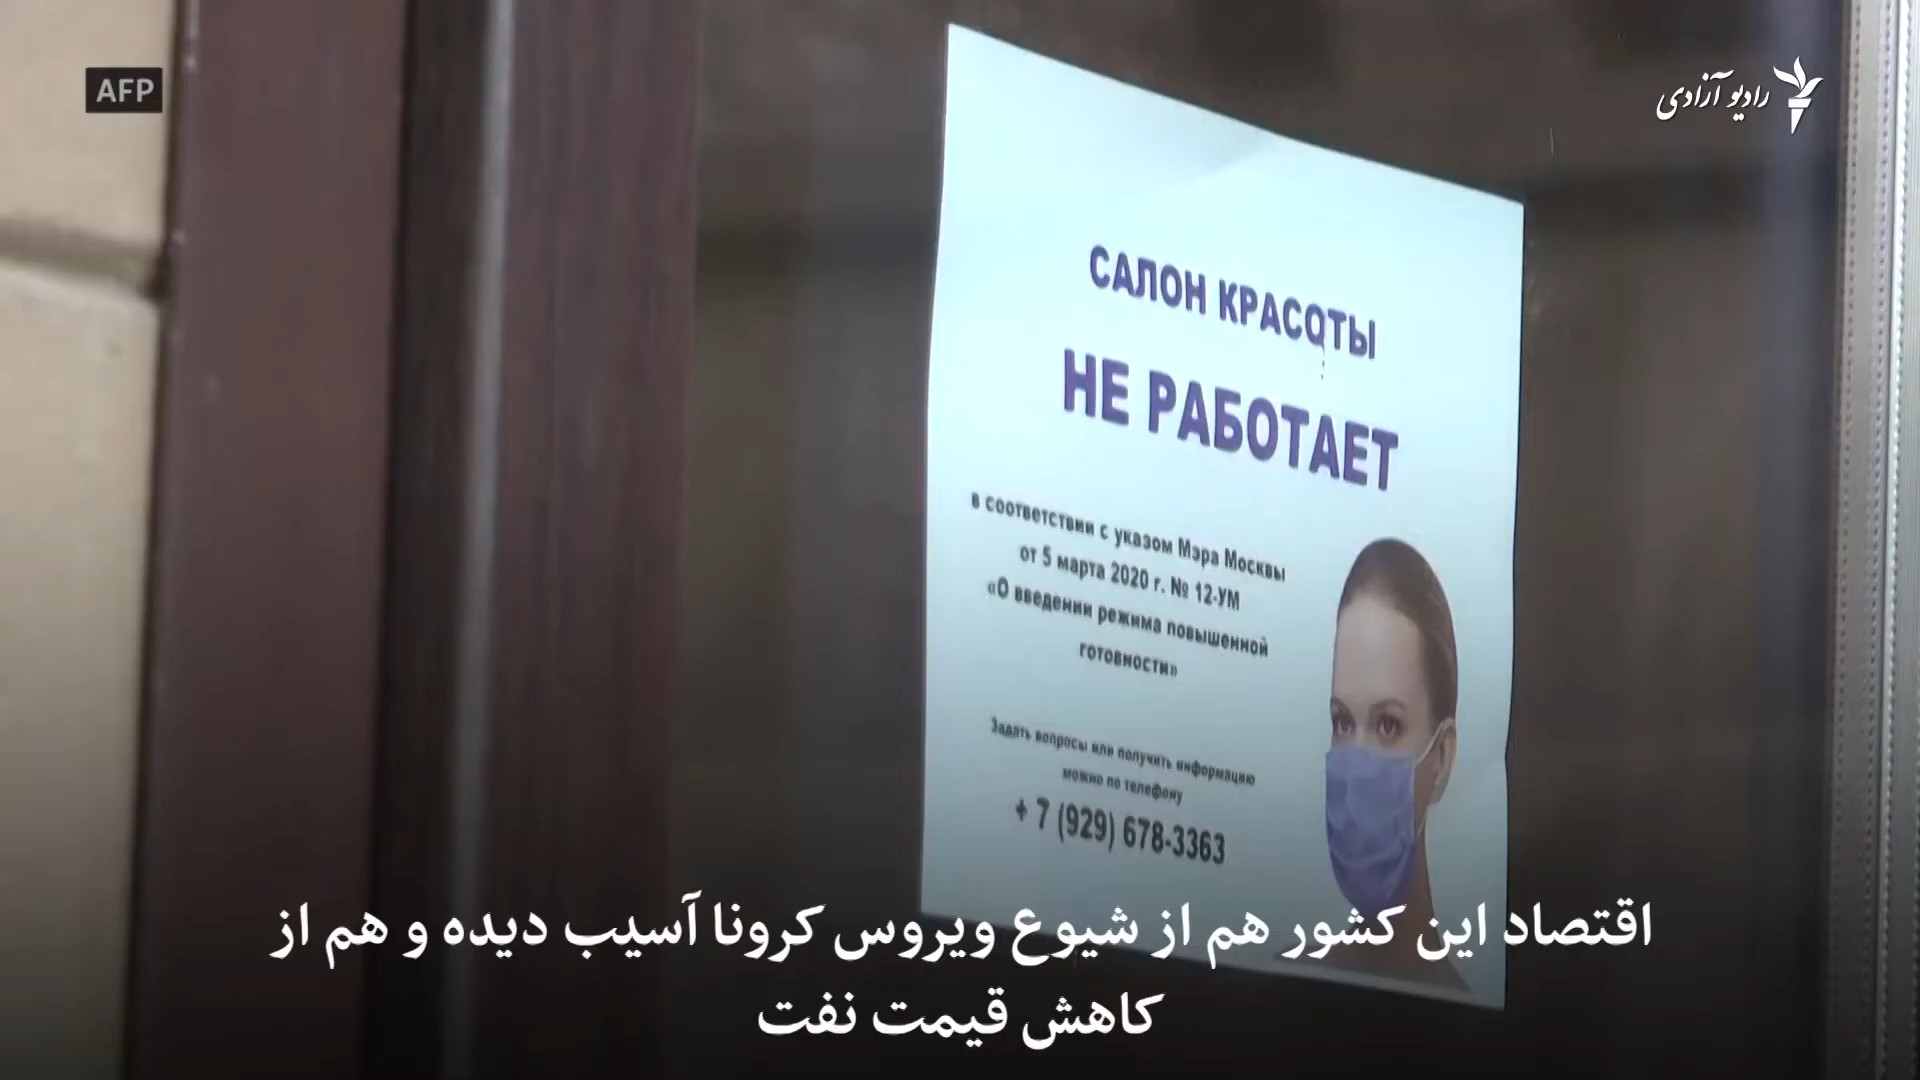 AFP
رادیو آزادی
САЛОН КРАСОТЫ
НЕ РАБОТАЕТ
в соответствии с указом Мэра Москвы
от 5 марта 2020 г. № 12-УМ
«О введении режима повышенной
готовности»
Задать вопросы или получить информацию
можно по телефону
+ 7 (929) 678-3363
اقتصاد این کشور هم از شیوع ویروس کرونا آسیب دیده و هم از
کاهش قیمت نفت